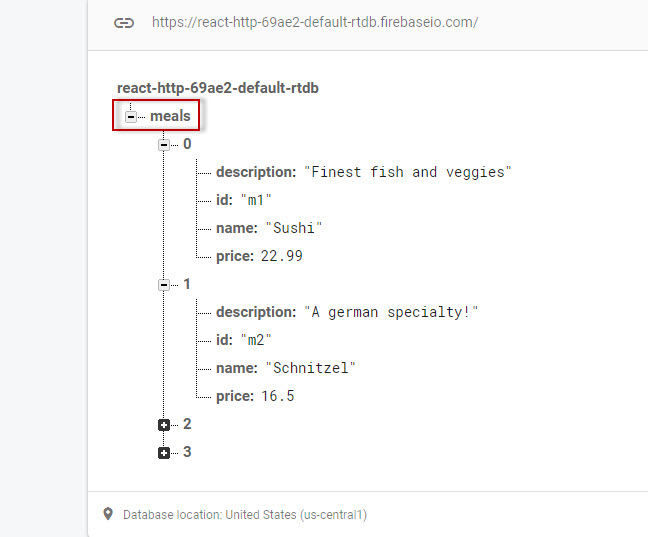 https://react-http-69ae2-default-rtdb.firebaseio.com/
react-http-69ae2-default-rtdb
meals
0
description: "Finest fish and veggies"
id: "m1"
name: "Sushi"
price: 22.99
1
description: "A german specialty!"
id: "m2"
name: "Schnitzel"
price: 16.5
2
3
Database location: United States (us-central1)